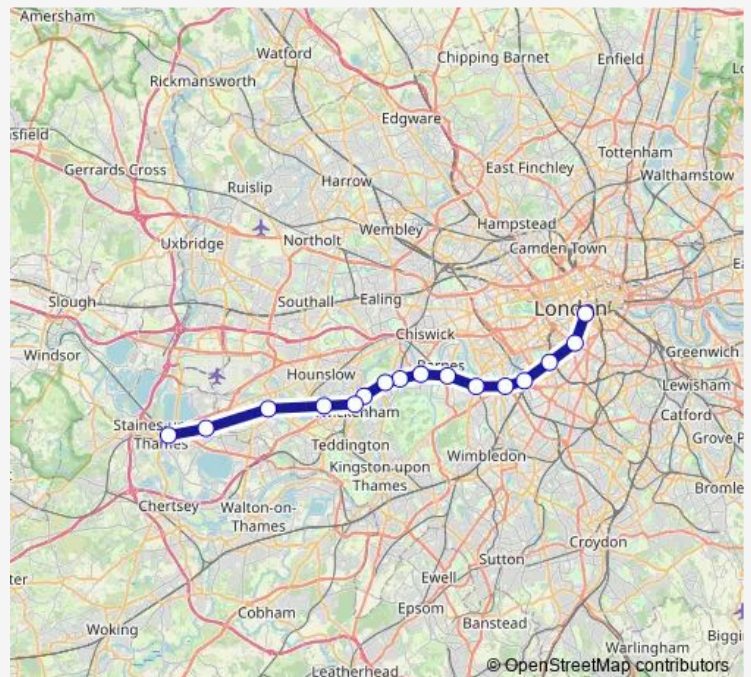 Amersham
Watford
Chipping Barnet
Enfield
Rickmansworth
Edgware
Gerrards Cross
Tottenham
East Finchley
Walthamstow
Ruislip
Harrow
Hampstead
Wembley
Uxbridge
Northolt
Camden Town
Slough
Southall
Ealing
London
Chiswick
Windsor
Greenwich
Hounslow
Lewisham
Catford
Thames
Teddington
Wimbledon
Kingston upon
Thames
Chertsey
Walton-on-
Thames
Croydon
Sutton
Ewell
Epsom
Cobham
Banstead
Woking
Warlingham
Leatherhead
© OpenStreetMap contributors